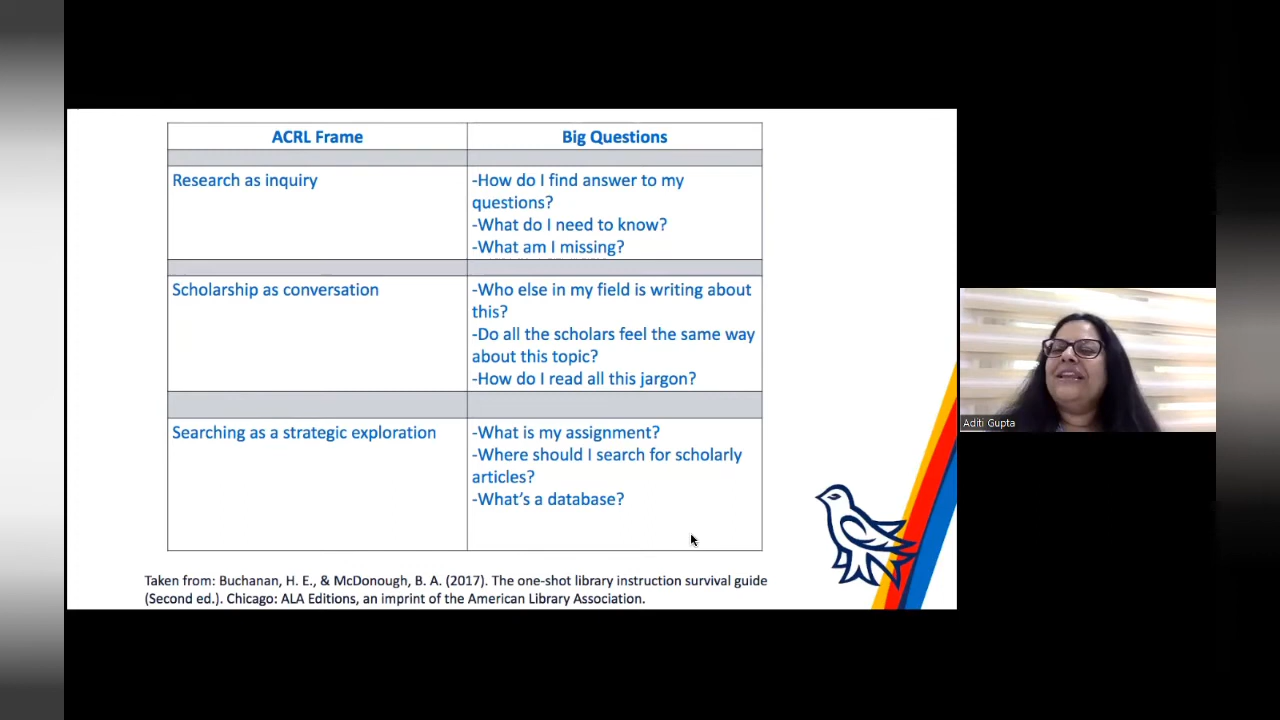 ACRL Frame
Big Questions
Research as inquiry
-How do I find answer to my
questions?
-What do I need to know?
-What am I missing?
Scholarship as conversation
-Who else in my field is writing about
this?
-Do all the scholars feel the same way
about this topic?
-How do I read all this jargon?
Searching as a strategic exploration
-What is my assignment?
-Where should I search for scholarly
articles?
-What's a database?
Taken from: Buchanan, H. E., & McDonough, B. A. (2017). The one-shot library instruction survival guide
(Second ed.). Chicago: ALA Editions, an imprint of the American Library Association.
Aditi Gupta